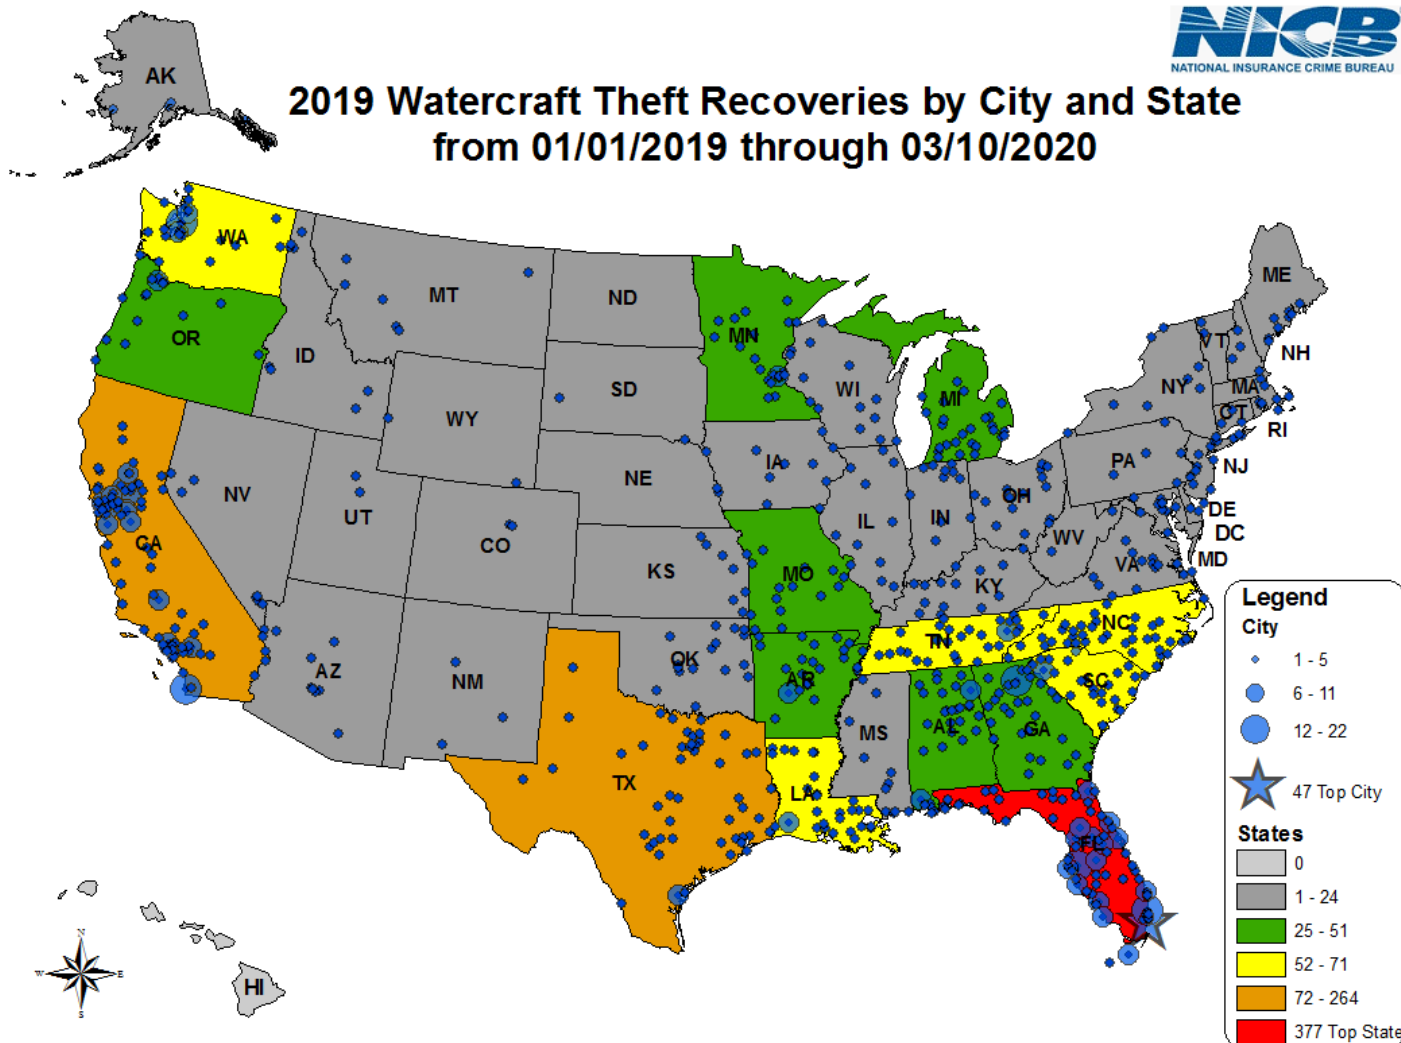 NICB
NATIONAL INSURANCE CRIME BUREAU
2019 Watercraft Theft Recoveries by City and State
from 01/01/2019 through 03/10/2020
AK
WA
MT
ND
MN
ME
OR
ID
SD
WI
MI
VT
NH
NY
MA
CT
RI
WY
IA
PA
NJ
NE
NV
UT
CO
IL
IN
OH
DE
DC
WV
MD
CA
KS
MO
KY
VA
NC
TN
OK
AR
AZ
NM
SC
MS
AL
GA
TX
LA
FL
HI
N
W
E
S
Legend
City
1 - 5
6 - 11
12 - 22
47 Top City
States
0
1 - 24
25 - 51
52 - 71
72 - 264
377 Top State